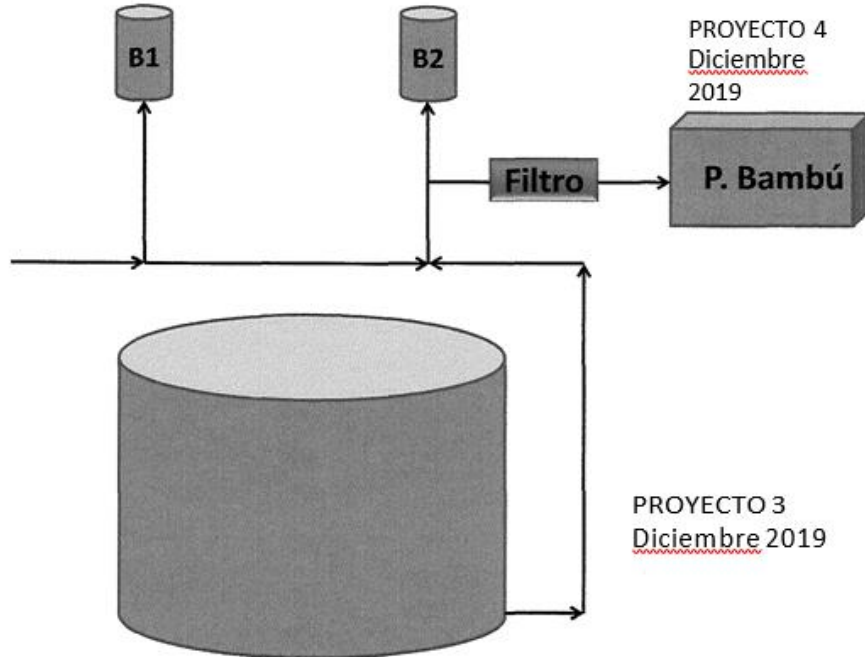 B1
B2
PROYECTO 4
Diciembre
2019
Filtro
P. Bambú
PROYECTO 3
Diciembre 2019